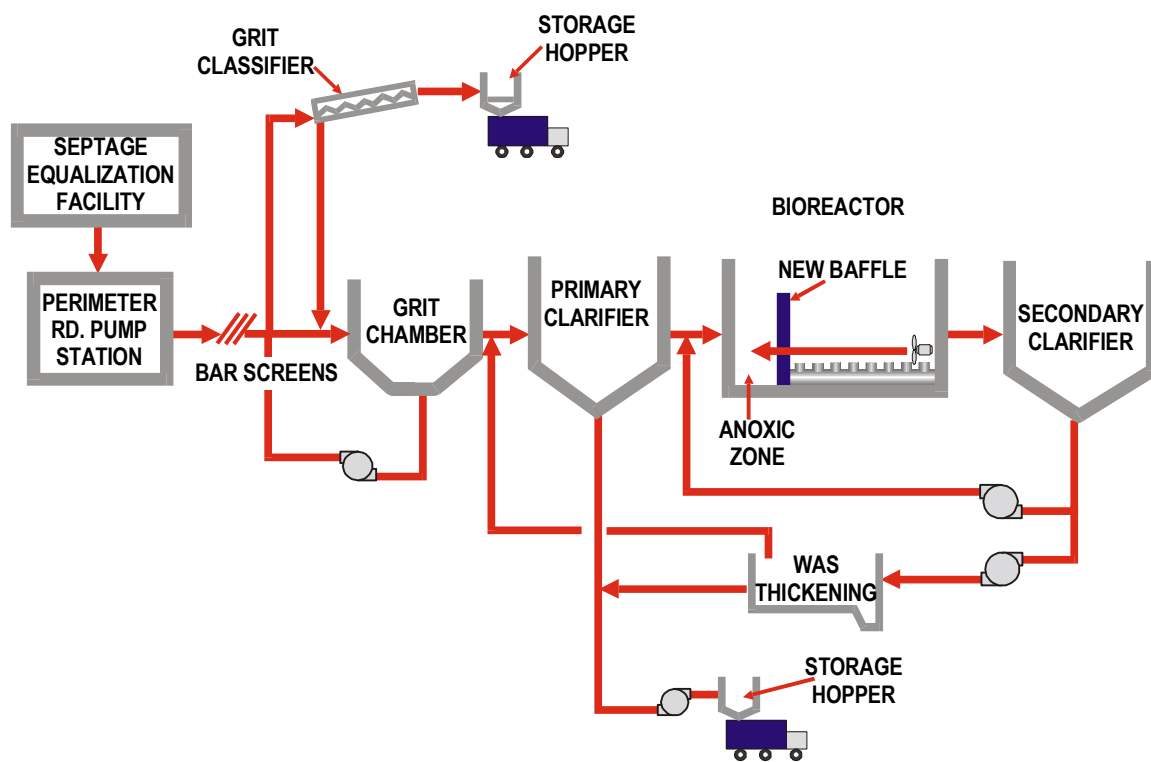 GRIT
CLASSIFIER
STORAGE
HOPPER
SEPTAGE
EQUALIZATION
FACILITY
BIOREACTOR
NEW BAFFLE
PERIMETER
RD. PUMP
STATION
GRIT
CHAMBER
PRIMARY
CLARIFIER
SECONDARY
CLARIFIER
BAR SCREENS
ANOXIC
ZONE
WAS
THICKENING
STORAGE
HOPPER